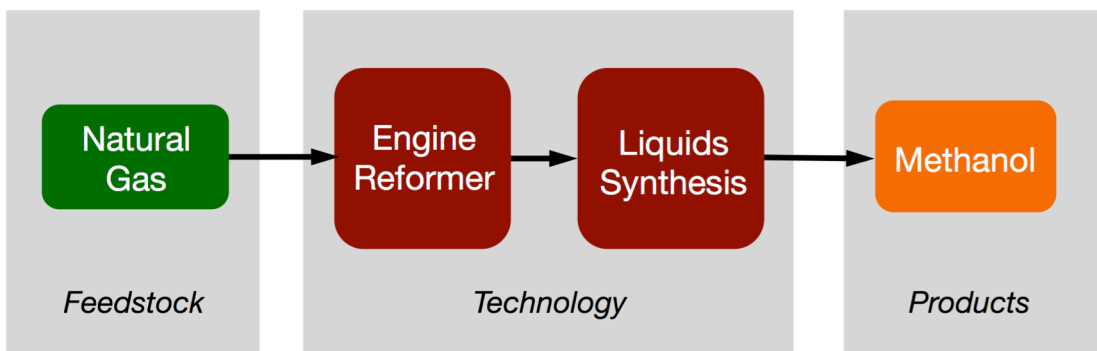 Natural
Gas
Engine
Reformer
Liquids
Synthesis
Methanol
Feedstock
Technology
Products